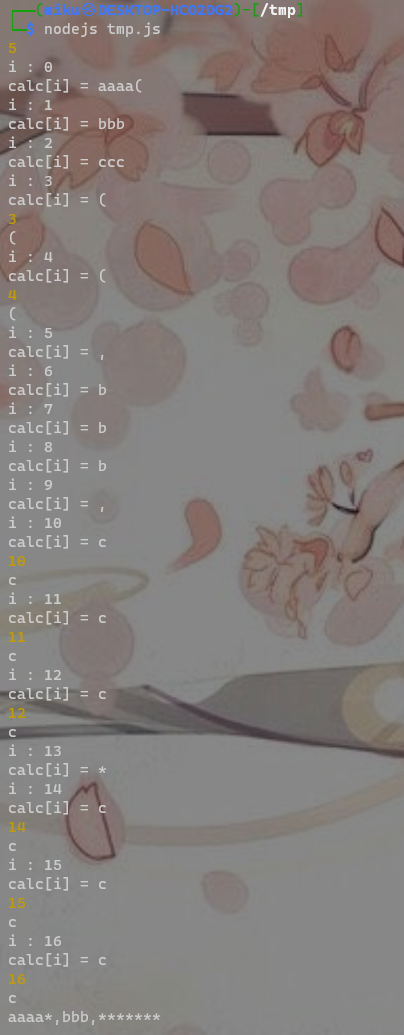 ┌──(miku㉿DESKTOP-HCO2DG2)-[/tmp]
└─$ nodejs tmp.js
5
i : 0
calc[i] = aaaa(
i : 1
calc[i] = bbb
i : 2
calc[i] = ccc
i : 3
calc[i] = (
3
(
i : 4
calc[i] = (
4
(
i : 5
calc[i] = ,
i : 6
calc[i] = b
i : 7
calc[i] = b
i : 8
calc[i] = b
i : 9
calc[i] = ,
i : 10
calc[i] = c
10
c
i : 11
calc[i] = c
11
c
i : 12
calc[i] = c
12
c
i : 13
calc[i] = *
i : 14
calc[i] = c
14
c
i : 15
calc[i] = c
15
c
i : 16
calc[i] = c
16
c
aaaa*,bbb,*******